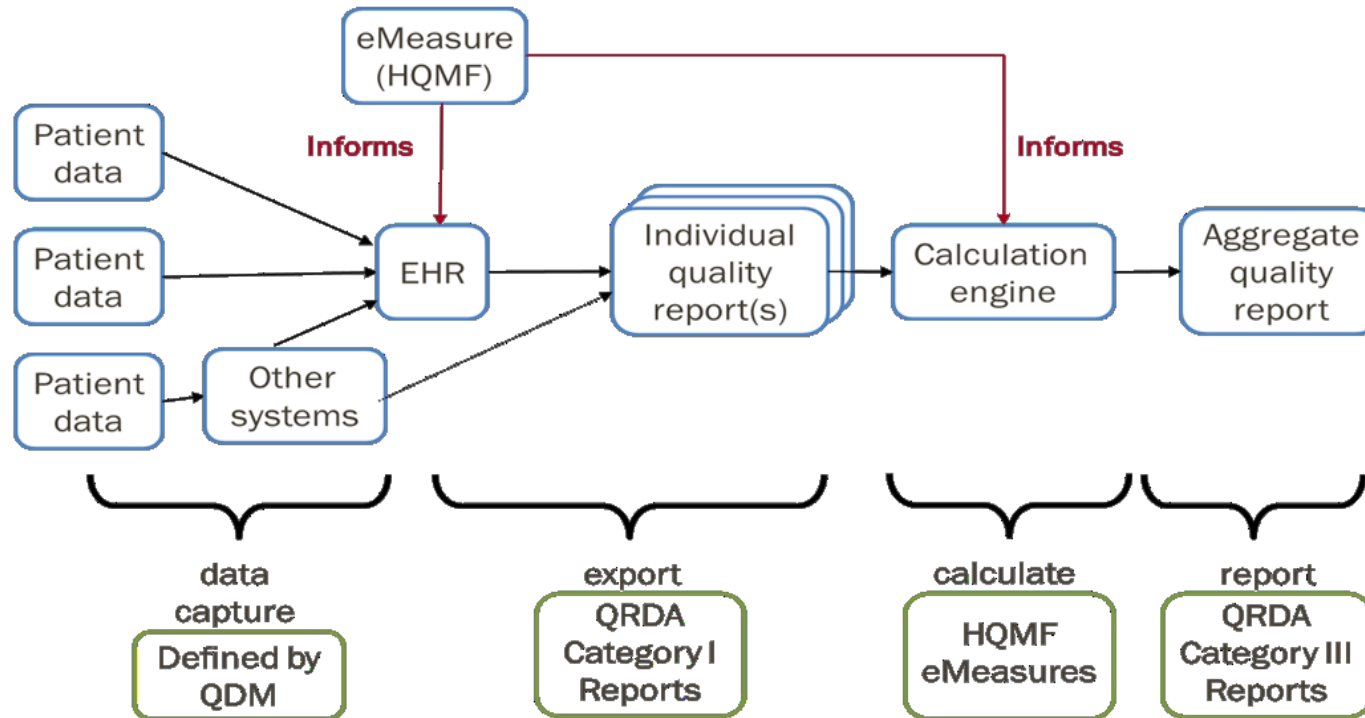 eMeasure
(HQMF)
Informs
Informs
Patient
data
Patient
data
Patient
data
Other
systems
EHR
Individual
quality
report(s)
Calculation
engine
Aggregate
quality
report
data
capture
Defined by
QDM
export
QRDA
Category I
Reports
calculate
HQMF
eMeasures
report
QRDA
Category III
Reports